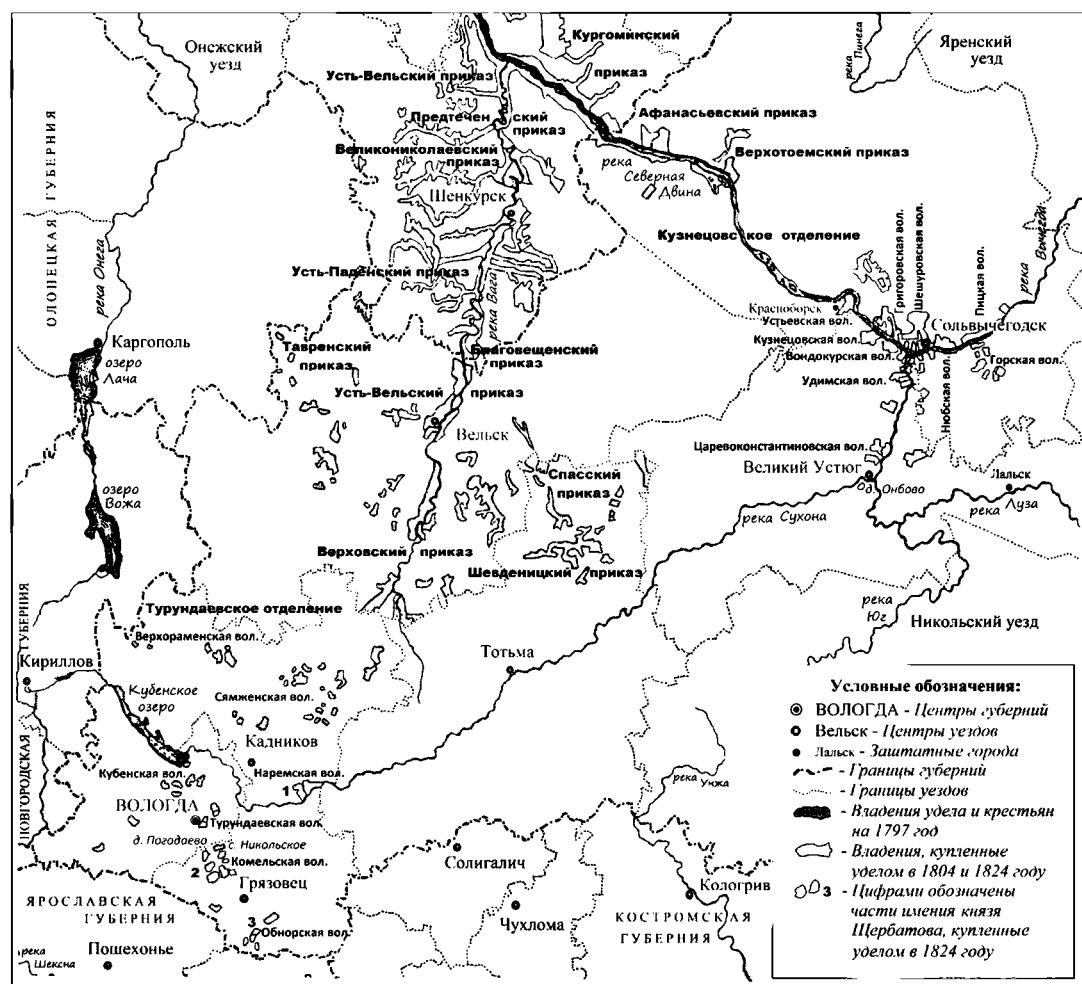 Онежский
уезд
Кургоминский
приказ
Яренский
уезд
река Пинега
Усть-Вельский приказ
Предтечен ский
приказ
Афанасьевский приказ
Великониколаевский
приказ
Верхотоемский приказ
река
Северная
Двина
Шенкурск
ОЛОНЕЦКАЯ ГУБЕРНИЯ
река Онега
Кузнецовское отделение
Усть-Паденский приказ
река Вага
Григоровская вол.
Шешуровская вол.
Пицкая вол.
река Вычегда
Красноборск
Устьевская вол.
Сольвычегодск
Каргополь
озеро
Лача
Тавренский
приказ
Благовещенский
приказ
Кузнецовская вол.
Вондокурская вол.
Горская вол.
Удимская вол.
Нюбская вол.
Усть-Вельский приказ
Вельск
Царевоконстантиновская вол.
Великий Устюг
д. Онбово
Лальск
река Луза
Спасский
приказ
озеро
Вожа
река Сухона
Верховский приказ
Шевденицкий приказ
Турундаевское отделение
река
Юг
Никольский уезд
Верхораменская вол.
НОВГОРОДСКАЯ ГУБЕРНИЯ
Кириллов
Тотьма
Кубенское
озеро
Сямженская вол.
Кадников
Кубенская вол.
Наремская вол.
1
ВОЛОГДА
Турундаевская вол.
д. Погодаево
с. Никольское
Комельская вол.
2
Грязовец
река
Унжа
Солигалич
Кологрив
ЯРОСЛАВСКАЯ
ГУБЕРНИЯ
3
Обнорская вол.
Чухлома
КОСТРОМСКАЯ
ГУБЕРНИЯ
Пошехонье
река
Шексна
Условные обозначения:
ВОЛОГДА - Центры губерний
Вельск - Центры уездов
Лальск - Заштатные города
- Границы губерний
- Границы уездов
- Владения удела и крестьян
на 1797 год
- Владения, купленные
уделом в 1804 и 1824 году
3 - Цифрами обозначены
части имения князя
Щербатова, купленные
уделом в 1824 году